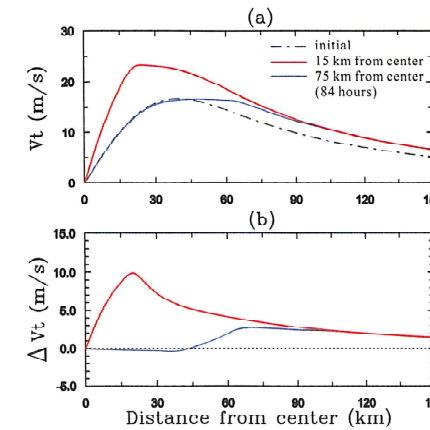 (a)
30
20
10
0
Vt (m/s)
initial
15 km from center
75 km from center
(84 hours)
0 30 60 90 120
(b)
15.0
10.0
5.0
0.0
-5.0
Δ Vt (m/s)
0 30 60 90 120
Distance from center (km)